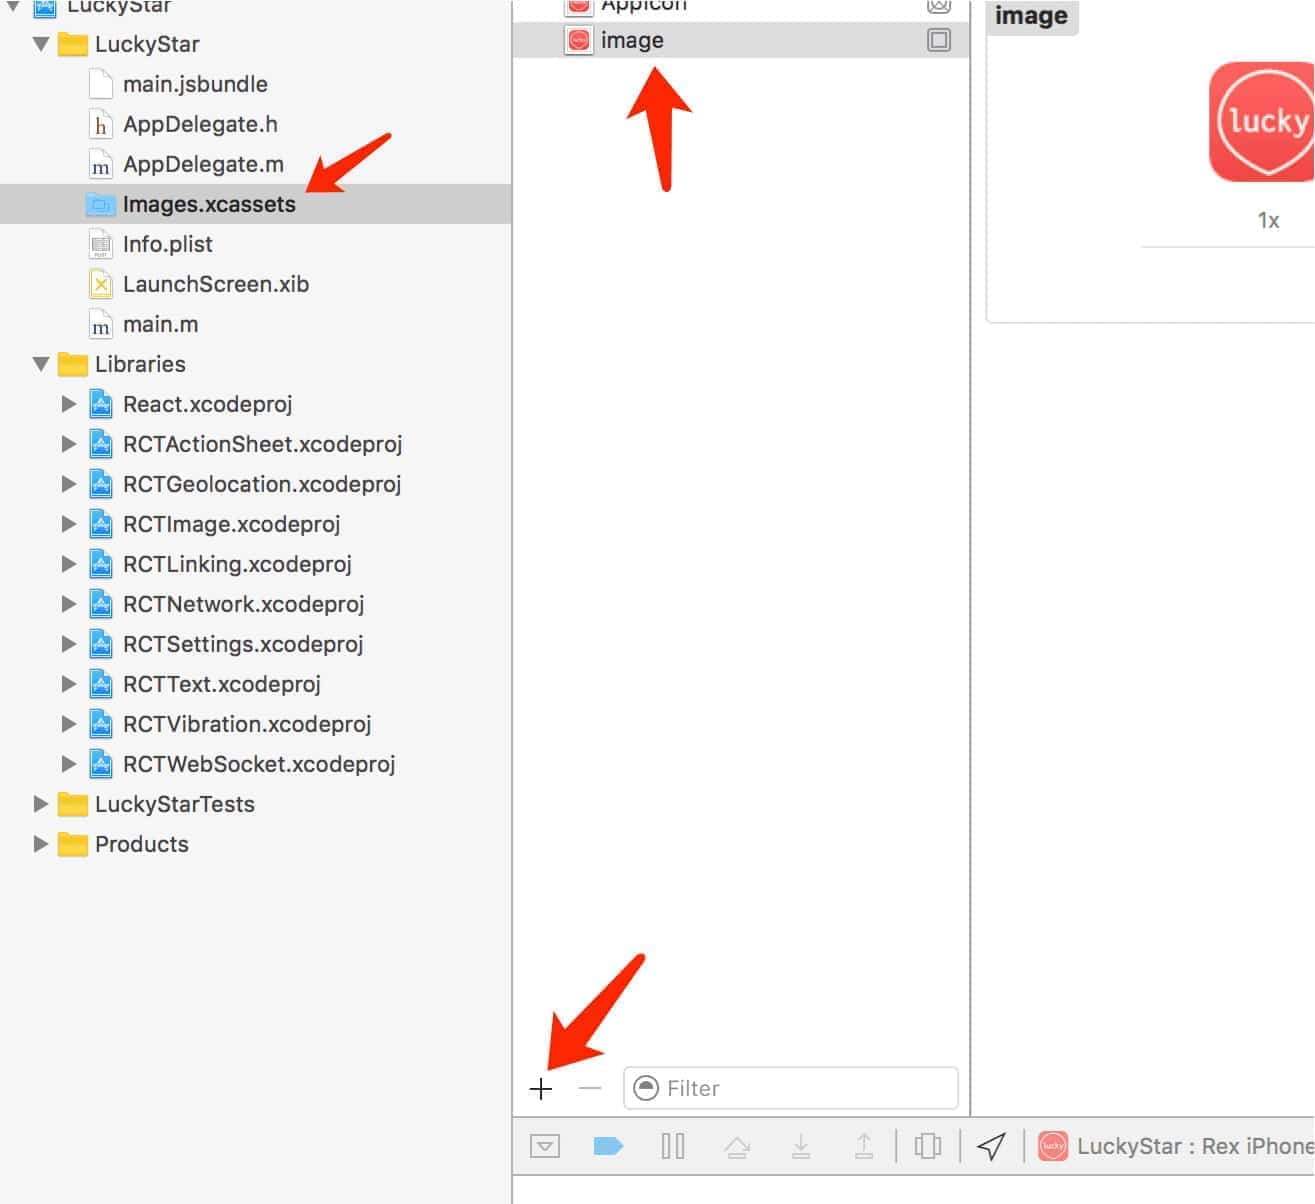 LuckyStar
LuckyStar
main.jsbundle
h AppDelegate.h
m AppDelegate.m
Images.xcassets
Info.plist
LaunchScreen.xib
m main.m
Libraries
React.xcodeproj
RCTActionSheet.xcodeproj
RCTGeolocation.xcodeproj
RCTImage.xcodeproj
RCTLinking.xcodeproj
RCTNetwork.xcodeproj
RCTSettings.xcodeproj
RCTText.xcodeproj
RCTVibration.xcodeproj
RCTWebSocket.xcodeproj
LuckyStarTests
Products
AppIcon
image
Filter
image
lucky
1x
lucky LuckyStar : Rex iPhone